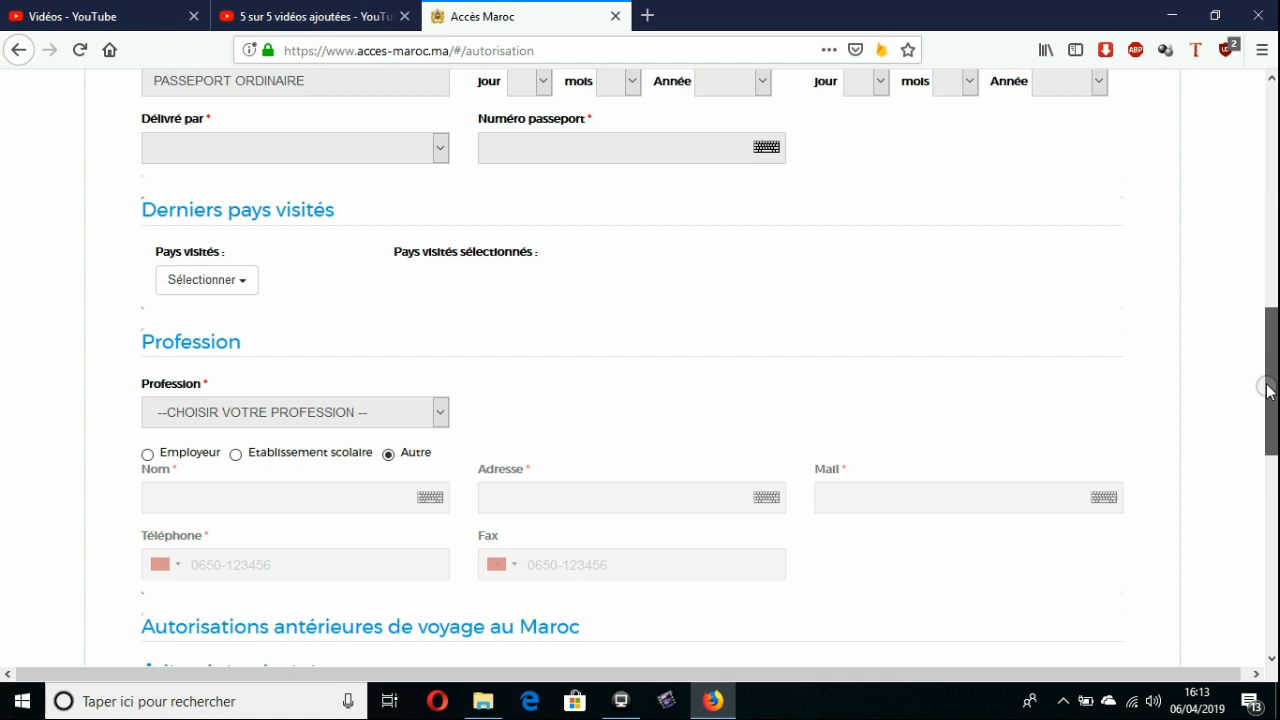 Vidéos - YouTube
5 sur 5 vidéos ajoutées - YouTu
Accès Maroc
https://www.acces-maroc.ma/#/autorisation
ABP
T
2
PASSEPORT ORDINAIRE
Jour mois Année
Jour mois Année
Délivré par *
Numéro passeport *
Derniers pays visités
Pays visités :
Pays visités sélectionnés :
Sélectionner
Profession
Profession *
--CHOISIR VOTRE PROFESSION --
Employeur Etablissement scolaire Autre
Nom * Adresse * Mail *
Téléphone * Fax
0650-123456 0650-123456
Autorisations antérieures de voyage au Maroc
Taper ici pour rechercher
16:13
06/04/2019
13